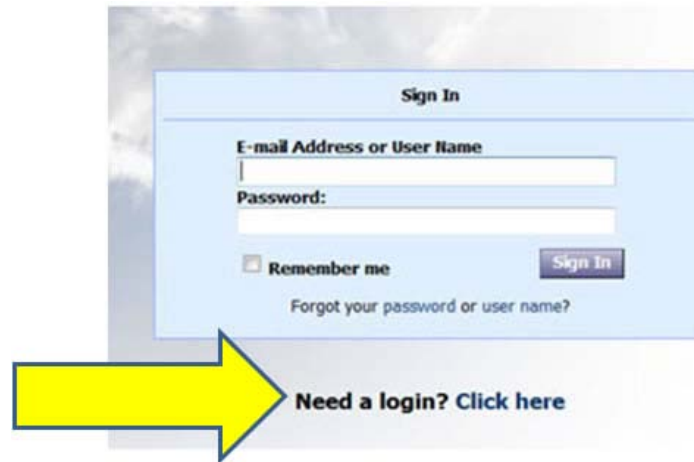 Sign In
E-mail Address or User Name
Password:
Remember me
Sign In
Forgot your password or user name?
Need a login? Click here